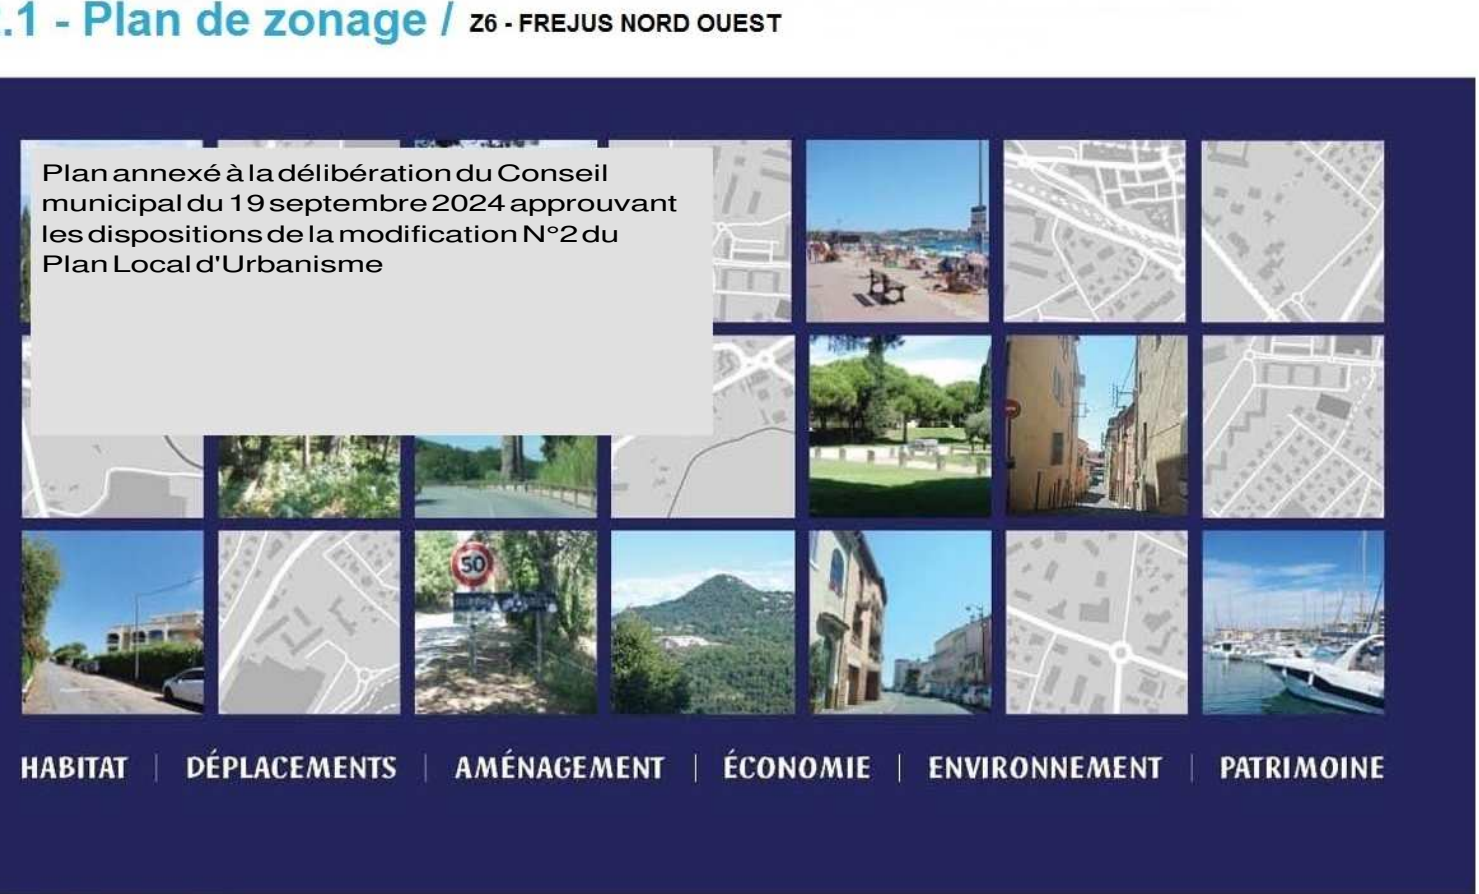 .1 - Plan de zonage / Z6 - FREJUS NORD OUEST
Plan annexé à la délibération du Conseil
municipal du 19 septembre 2024 approuvant
les dispositions de la modification N°2 du
Plan Local d'Urbanisme
50
HABITAT | DÉPLACEMENTS | AMÉNAGEMENT | ÉCONOMIE | ENVIRONNEMENT | PATRIMOINE